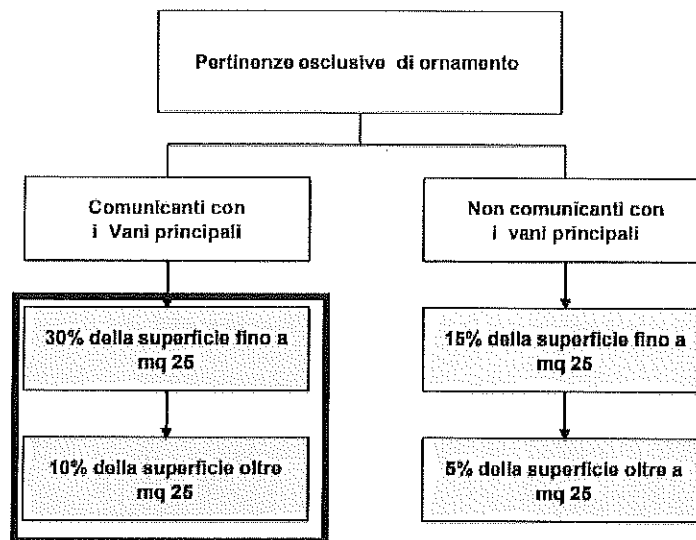 Pertinenze esclusive di ornamento
Comunicanti con
i Vani principali
Non comunicanti con
i vani principali
30% della superficie fino a
mq 25
15% della superficie fino a
mq 25
10% della superficie oltre
mq 25
5% della superficie oltre a
mq 25